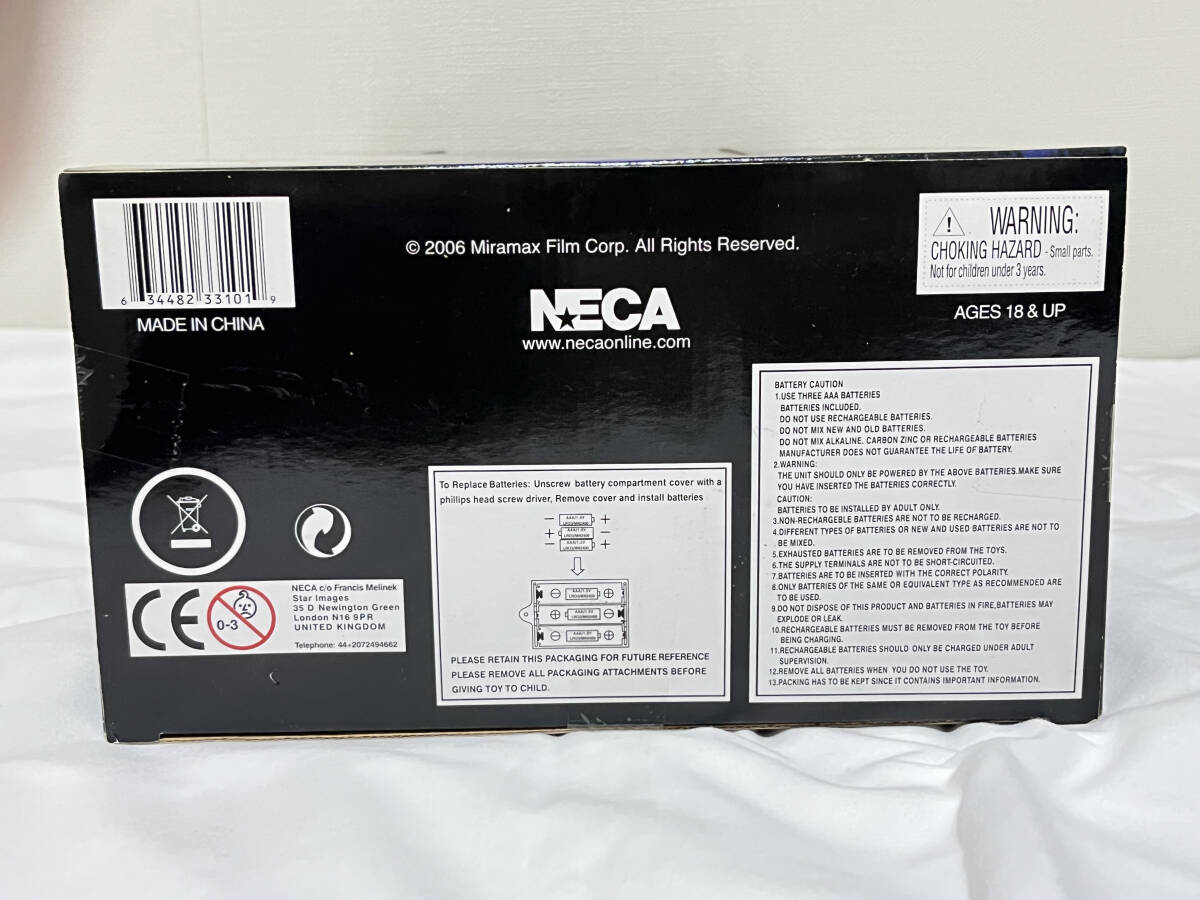 6 34482 33101 9
MADE IN CHINA
© 2006 Miramax Film Corp. All Rights Reserved.
NECA
www.necaonline.com
WARNING:
CHOKING HAZARD - Small parts.
Not for children under 3 years.
AGES 18 & UP
CE
0-3
NECA c/o Francis Melinek
Star Images
35 D Newington Green
London N16 9PR
UNITED KINGDOM
Telephone: 44+2072494662
To Replace Batteries: Unscrew battery compartment cover with a
phillips head screw driver, Remove cover and install batteries
PLEASE RETAIN THIS PACKAGING FOR FUTURE REFERENCE
PLEASE REMOVE ALL PACKAGING ATTACHMENTS BEFORE
GIVING TOY TO CHILD.
BATTERY CAUTION
1.USE THREE AAA BATTERIES
BATTERIES INCLUDED.
DO NOT USE RECHARGEABLE BATTERIES.
DO NOT MIX NEW AND OLD BATTERIES.
DO NOT MIX ALKALINE. CARBON ZINC OR RECHARGEABLE BATTERIES
MANUFACTURER DOES NOT GUARANTEE THE LIFE OF BATTERY.
2.WARNING:
THE UNIT SHOULD ONLY BE POWERED BY THE ABOVE BATTERIES.MAKE SURE
YOU HAVE INSERTED THE BATTERIES CORRECTLY.
CAUTION:
BATTERIES TO BE INSTALLED BY ADULT ONLY.
3.NON-RECHARGEABLE BATTERIES ARE NOT TO BE RECHARGED.
4.DIFFERENT TYPES OF BATTERIES OR NEW AND USED BATTERIES ARE NOT TO
BE MIXED.
5.EXHAUSTED BATTERIES ARE TO BE REMOVED FROM THE TOYS.
6.THE SUPPLY TERMINALS ARE NOT TO BE SHORT-CIRCUITED.
7.BATTERIES ARE TO BE INSERTED WITH THE CORRECT POLARITY.
8.ONLY BATTERIES OF THE SAME OR EQUIVALENT TYPE AS RECOMMENDED ARE
TO BE USED.
9.DO NOT DISPOSE OF THIS PRODUCT AND BATTERIES IN FIRE,BATTERIES MAY
EXPLODE OR LEAK.
10.RECHARGEABLE BATTERIES MUST BE REMOVED FROM THE TOY BEFORE
BEING CHARGING.
11.RECHARGEABLE BATTERIES SHOULD ONLY BE CHARGED UNDER ADULT
SUPERVISION.
12.REMOVE ALL BATTERIES WHEN YOU DO NOT USE THE TOY.
13.PACKING HAS TO BE KEPT SINCE IT CONTAINS IMPORTANT INFORMATION.